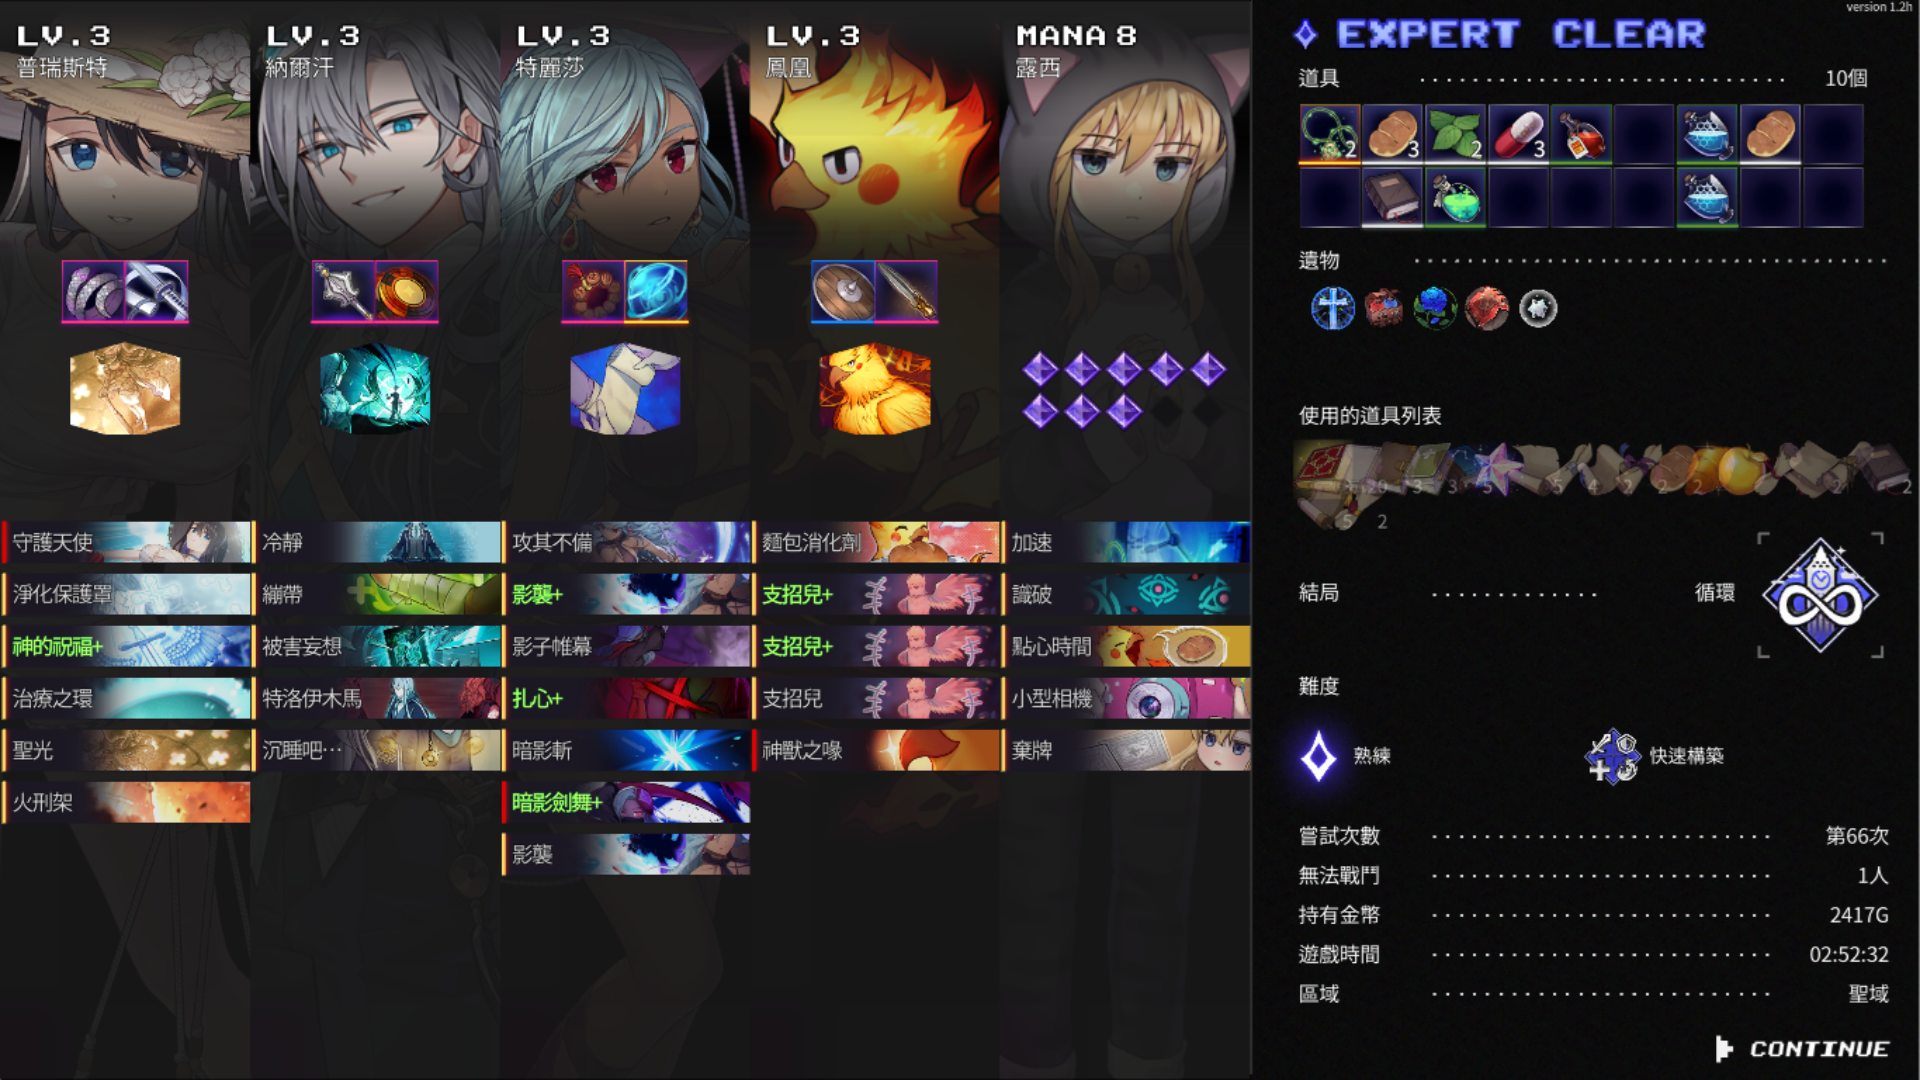 version 1.2h
LV.3
普瑞斯特
LV.3
納爾汗
LV.3
特麗莎
LV.3
鳳凰
MANA 8
露西
守護天使
淨化保護罩
神的祝福+
治療之環
聖光
火刑架
冷靜
繃帶
被害妄想
特洛伊木馬
沉睡吧…
攻其不備
影襲+
影子帷幕
扎心+
暗影斬
暗影劍舞+
影襲
麵包消化劑
支招兒+
支招兒+
支招兒
神獸之喙
加速
識破
點心時間
小型相機
棄牌
EXPERT CLEAR
道具 10個
2 3 2 3
遺物
使用的道具列表
結局 循環
難度
熟練 快速構築
嘗試次數 第66次
無法戰鬥 1人
持有金幣 2417G
遊戲時間 02:52:32
區域 聖域
CONTINUE